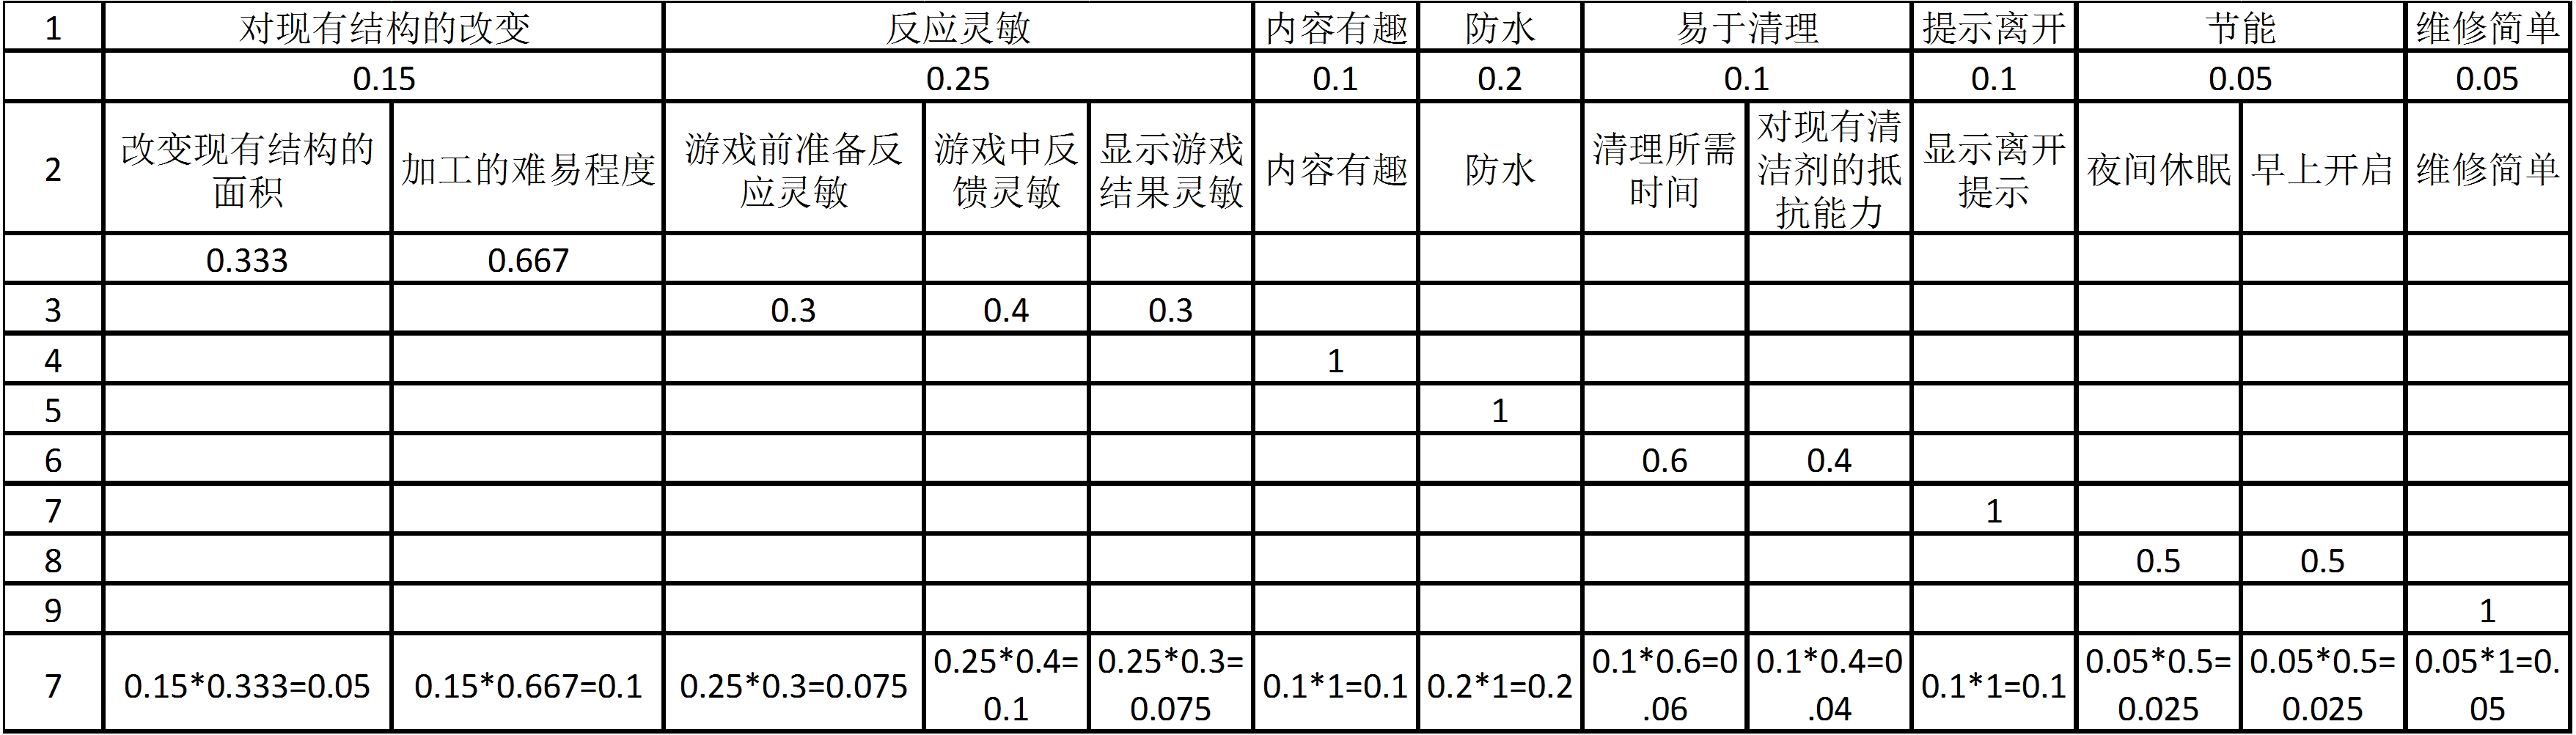 1 对现有结构的改变 反应灵敏 内容有趣 防水 易于清理 提示离开 节能 维修简单
0.15 0.25 0.1 0.2 0.1 0.1 0.05 0.05
2
改变现有结构的
面积
加工的难易程度
游戏前准备反
应灵敏
游戏中反
馈灵敏
显示游戏
结果灵敏
内容有趣
防水
清理所需
时间
对现有清
洁剂的抵
抗能力
显示离开
提示
夜间休眠
早上开启
维修简单
0.333 0.667
3 0.3 0.4 0.3
4 1
5 1
6 0.6 0.4
7 1
8 0.5 0.5
9 1
7
0.15*0.333=0.05
0.15*0.667=0.1
0.25*0.3=0.075
0.25*0.4=
0.1
0.25*0.3=
0.075
0.1*1=0.1
0.2*1=0.2
0.1*0.6=0
.06
0.1*0.4=0
.04
0.1*1=0.1
0.05*0.5=
0.025
0.05*0.5=
0.025
0.05*1=0.
05